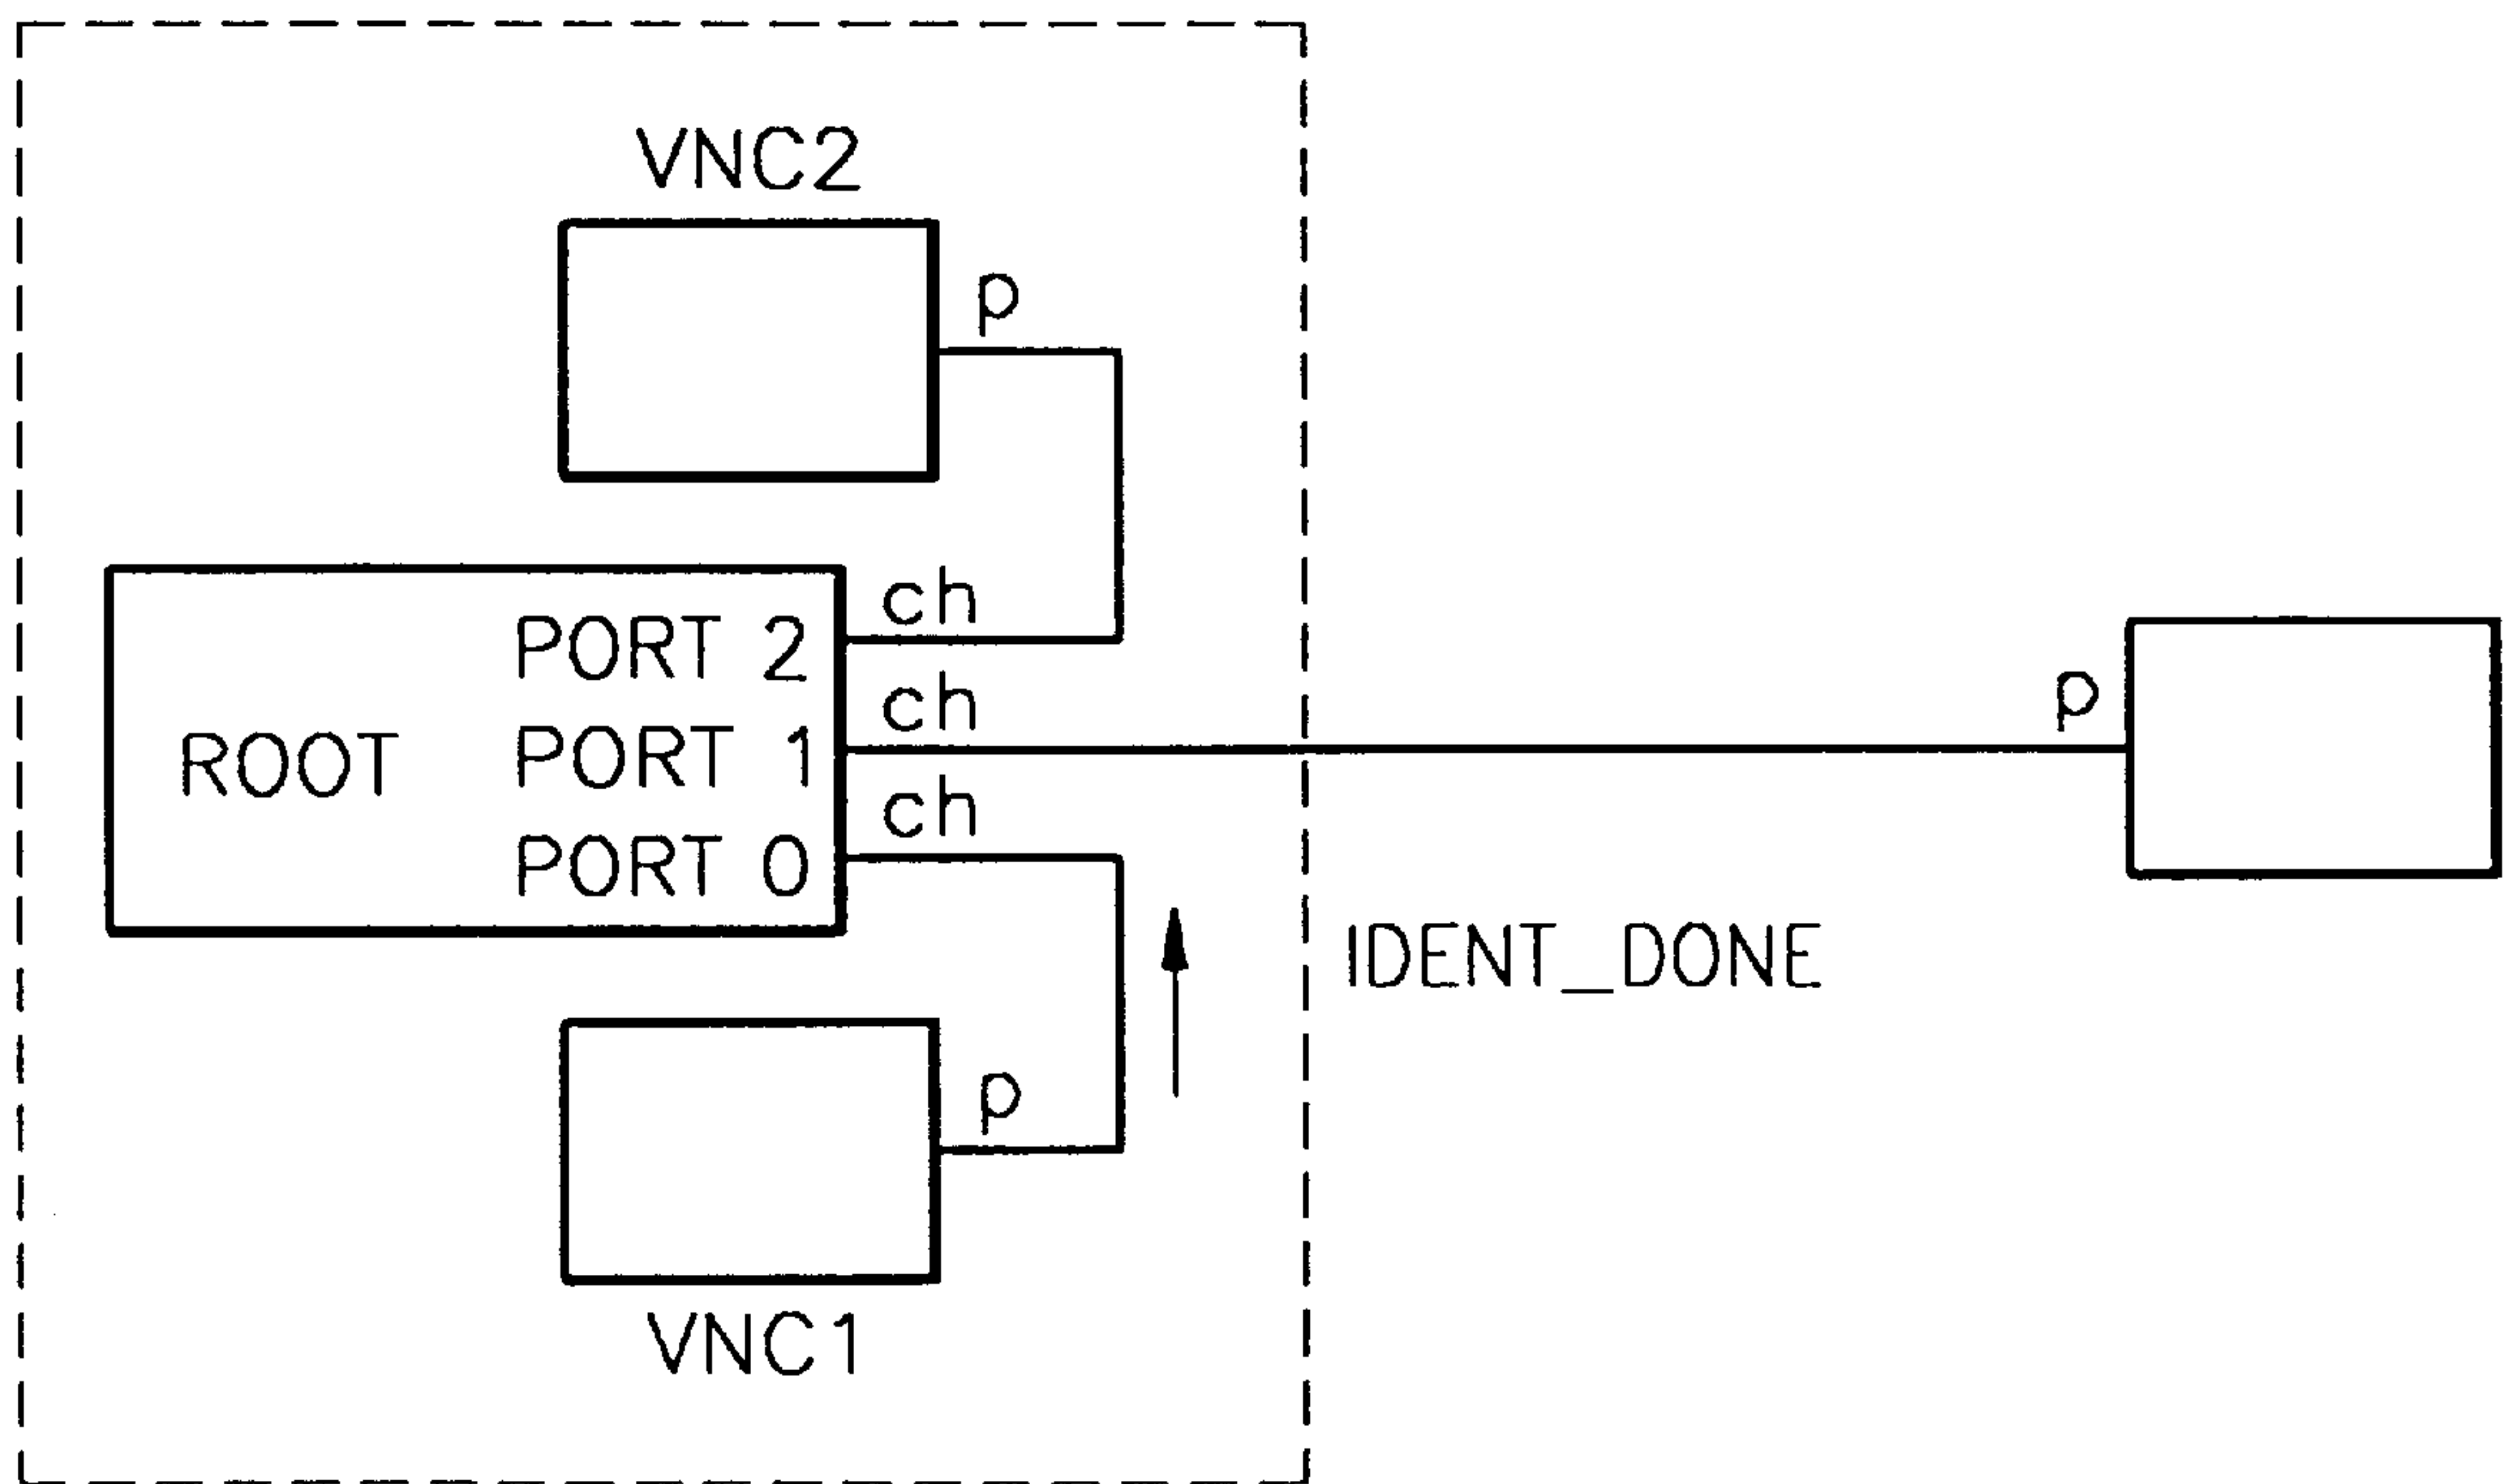 VNC2
p
ch
PORT 2
ch
p
ROOT PORT 1
ch
PORT 0
IDENT_DONE
p
VNC1